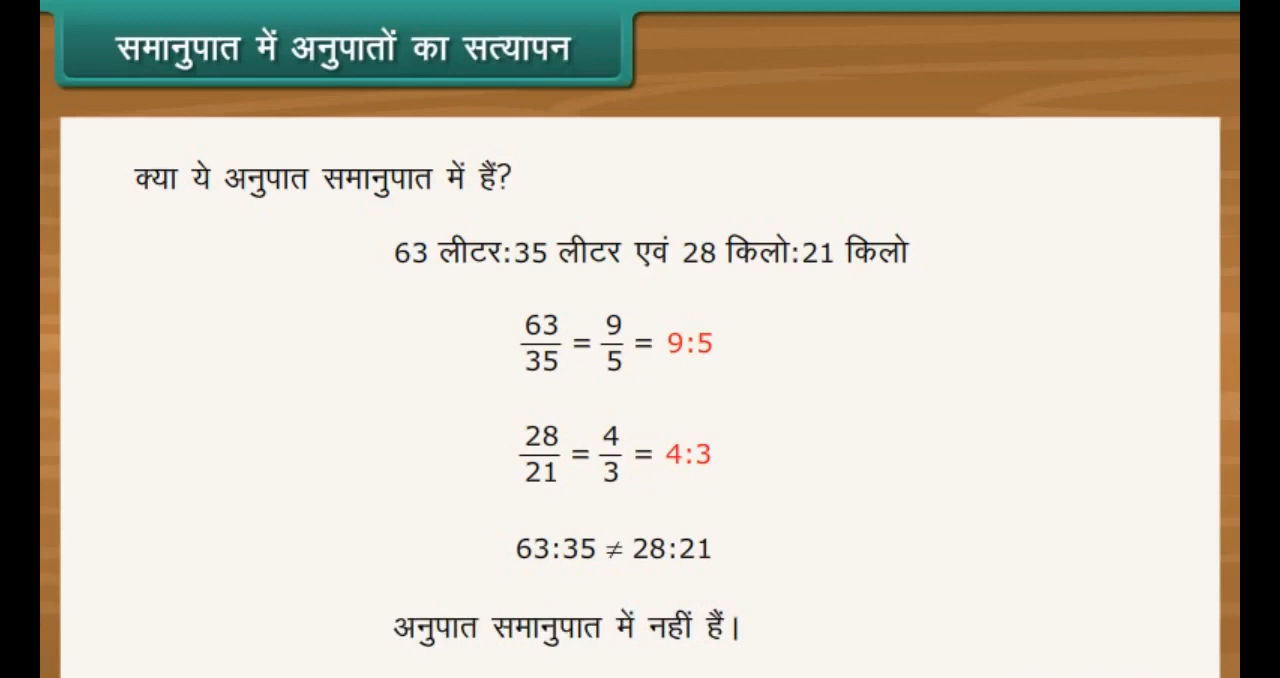 समानुपात में अनुपातों का सत्यापन
क्या ये अनुपात समानुपात में हैं?
63 लीटर:35 लीटर एवं 28 किलो:21 किलो
63/35 = 9/5 = 9:5
28/21 = 4/3 = 4:3
63:35 ≠ 28:21
अनुपात समानुपात में नहीं हैं।